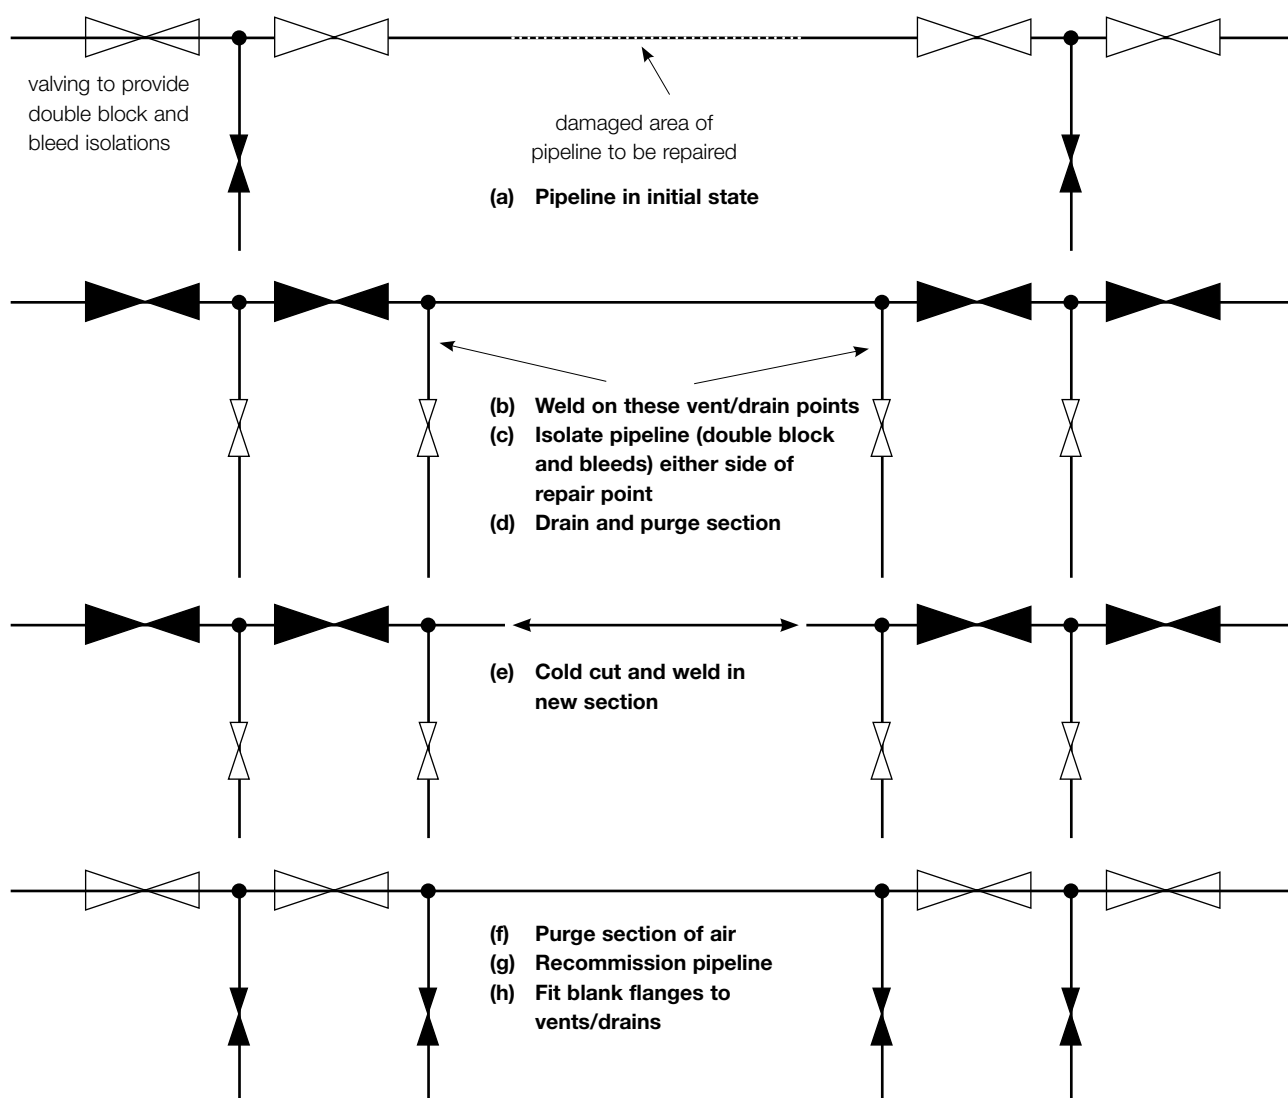 valving to provide
double block and
bleed isolations
damaged area of
pipeline to be repaired
(a) Pipeline in initial state
(b) Weld on these vent/drain points
(c) Isolate pipeline (double block
and bleeds) either side of
repair point
(d) Drain and purge section
(e) Cold cut and weld in
new section
(f) Purge section of air
(g) Recommission pipeline
(h) Fit blank flanges to
vents/drains